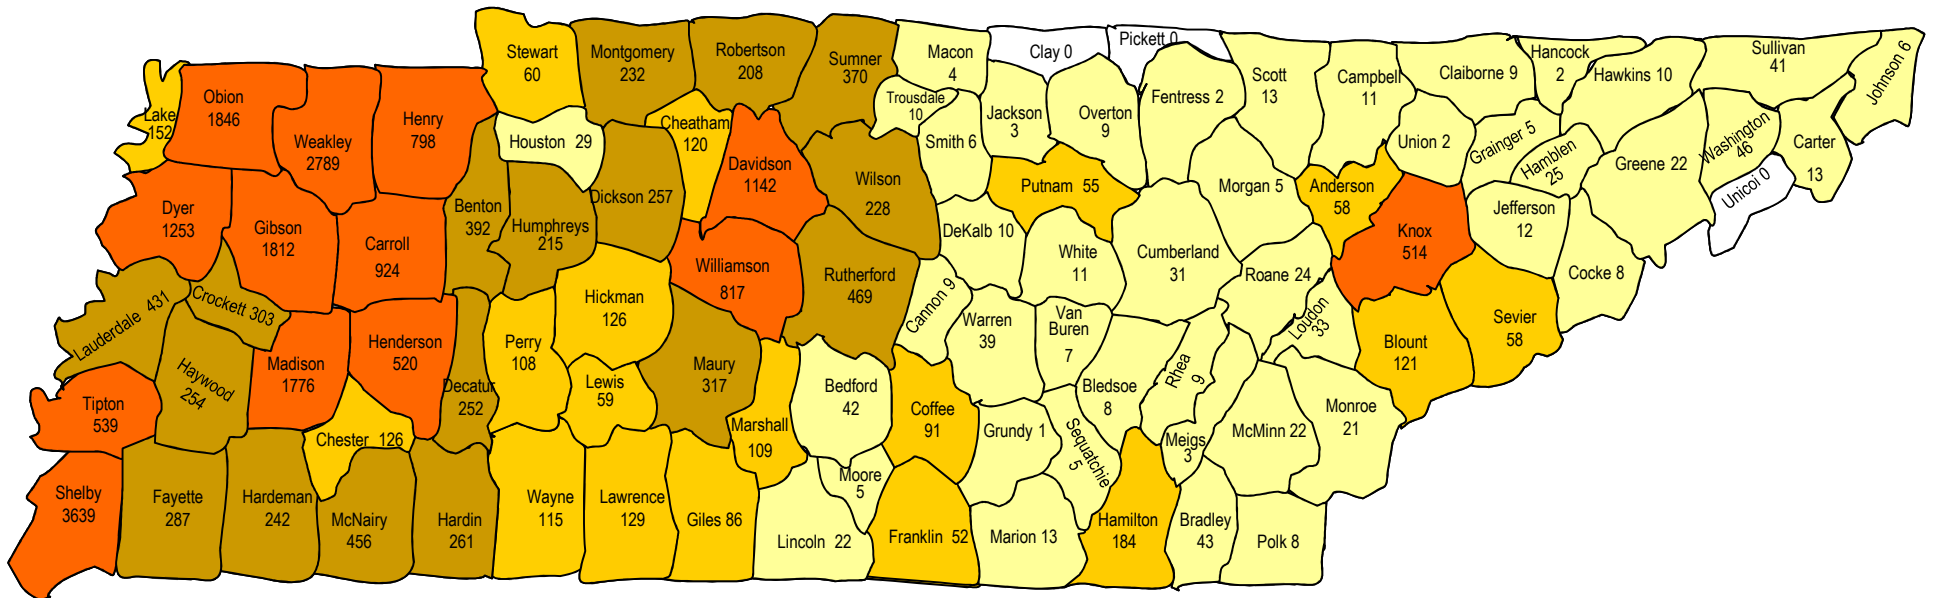 Lake
152
Obion
1846
Weakley
2789
Henry
798
Stewart
60
Montgomery
232
Robertson
208
Sumner
370
Macon
4
Clay 0
Pickett 0
Scott
13
Campbell
11
Claiborne 9
Hancock
2
Hawkins 10
Sullivan
41
Johnson 6
Houston 29
Cheatham
120
Davidson
1142
Trousdale
10
Smith 6
Jackson
3
Overton
9
Fentress 2
Union 2
Grainger 5
Hamblen
25
Greene 22
Washington
46
Carter
13
Unicoi 0
Dyer
1253
Gibson
1812
Carroll
924
Benton
392
Humphreys
215
Dickson 257
Wilson
228
Putnam 55
Morgan 5
Anderson
58
Knox
514
Jefferson
12
Cocke 8
DeKalb 10
White
11
Cumberland
31
Roane 24
Loudon
33
Lauderdale 431
Crockett 303
Hickman
126
Williamson
817
Rutherford
469
Cannon 9
Warren
39
Van
Buren
7
Blount
121
Sevier
58
Haywood
254
Madison
1776
Henderson
520
Decatur
252
Perry
108
Lewis
59
Maury
317
Bedford
42
Coffee
91
Bledsoe
8
Rhea
9
Monroe
21
Tipton
539
Chester 126
Marshall
109
Grundy 1
Sequatchie
5
Meigs
3
McMinn 22
Moore
5
Shelby
3639
Fayette
287
Hardeman
242
McNairy
456
Hardin
261
Wayne
115
Lawrence
129
Giles 86
Lincoln 22
Franklin 52
Marion 13
Hamilton
184
Bradley
43
Polk 8